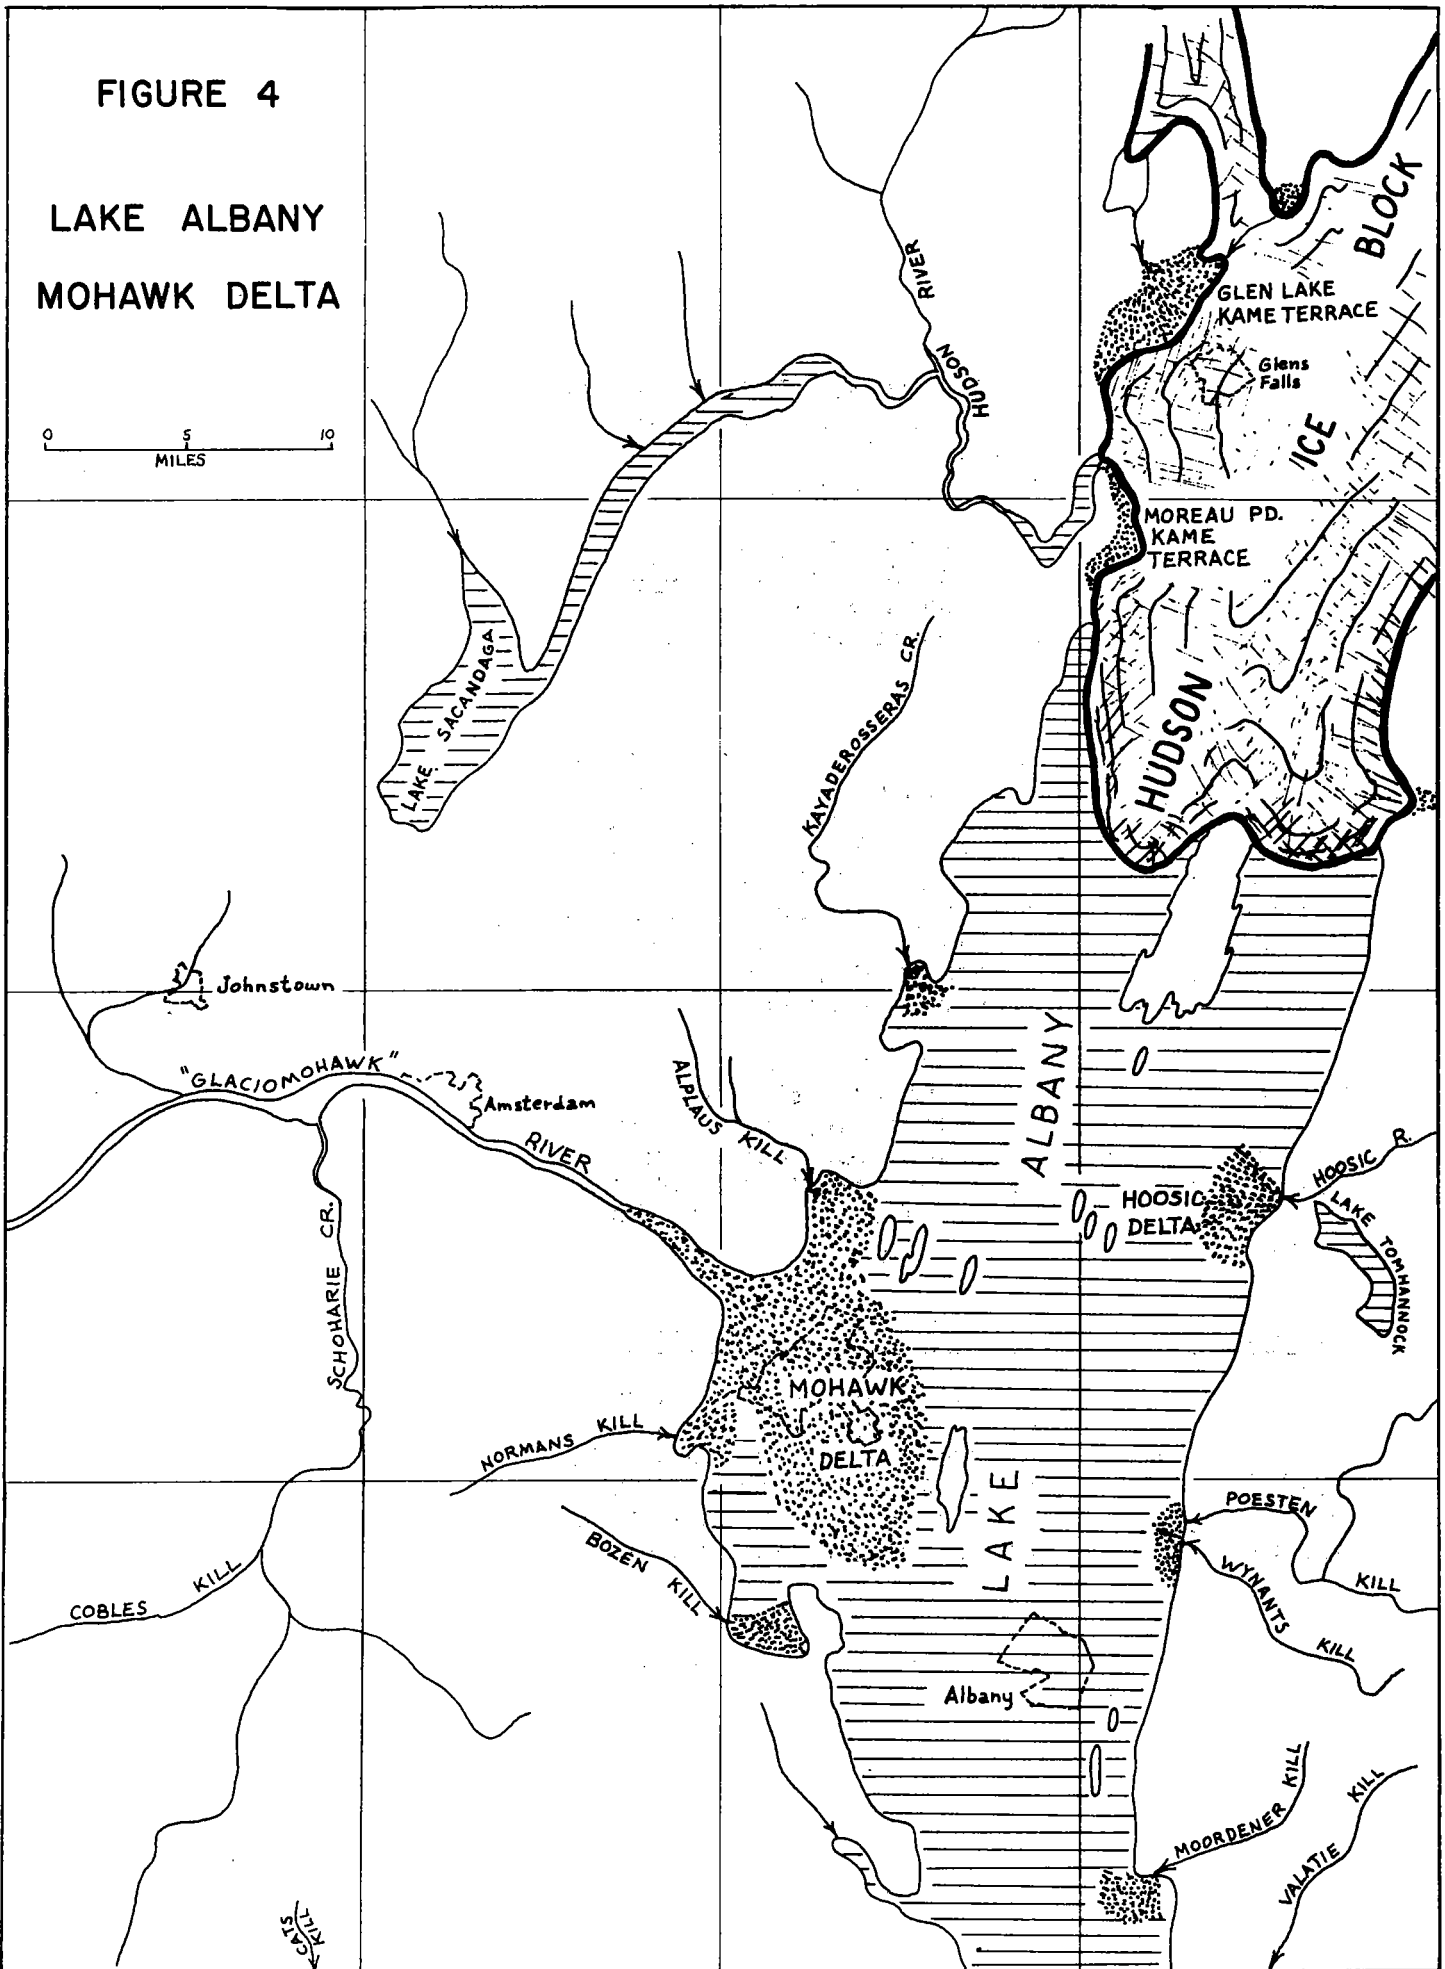 FIGURE 4
LAKE ALBANY
MOHAWK DELTA
0 5 10
MILES
HUDSON RIVER
HUDSON
BLOCK
ICE
HUDSON
GLEN LAKE
KAME TERRACE
Glens
Falls
MOREAU PD.
KAME
TERRACE
LAKE SACANDAGA
KAYADEROSSERAS CR.
Johnstown
"GLACIOMOHAWK"
RIVER
Amsterdam
ALPLAUS KILL
SCHOHARIE CR.
LAKE ALBANY
HOOSIC
DELTA
HOOSIC R.
LAKE TOMHANNOCK
MOHAWK
DELTA
NORMANS KILL
BOZEN KILL
COBLES KILL
POESTEN KILL
WYNANTS KILL
Albany
MOORDENER KILL
VALATIE KILL
CATS
KILL